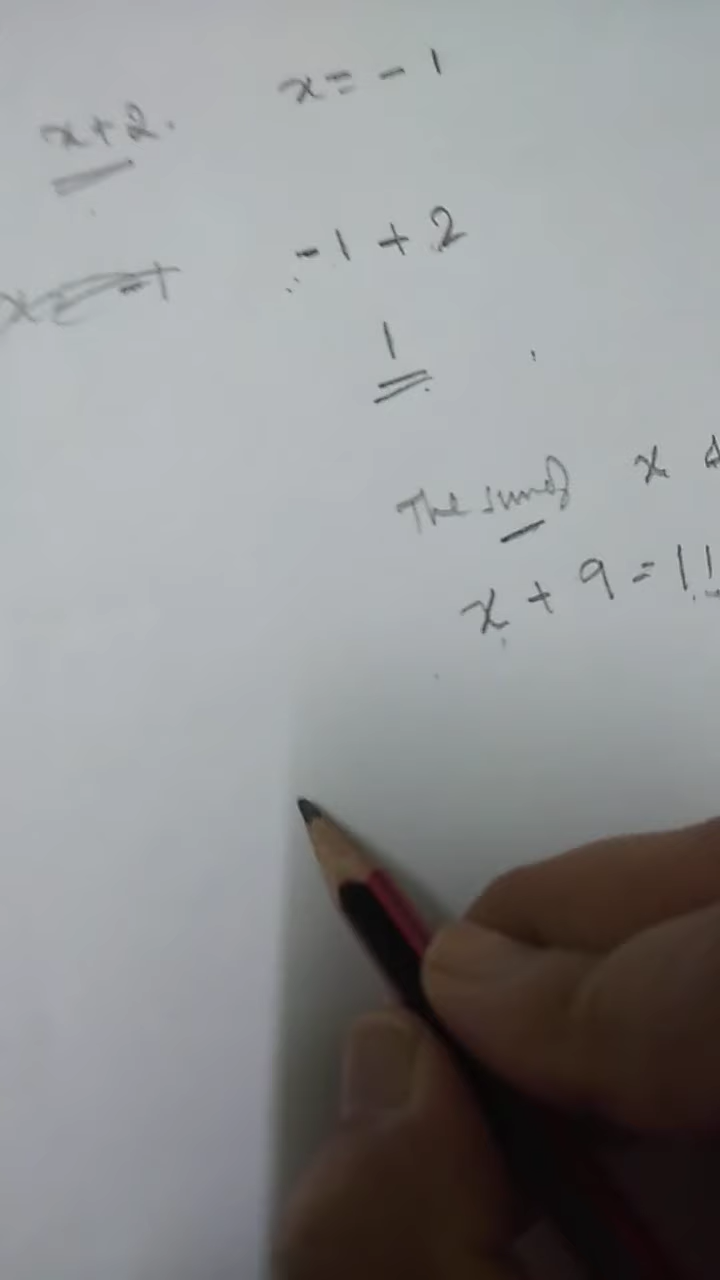 x+2. x = -1
-1 + 2
1
The sum of x
x + 9 = 11